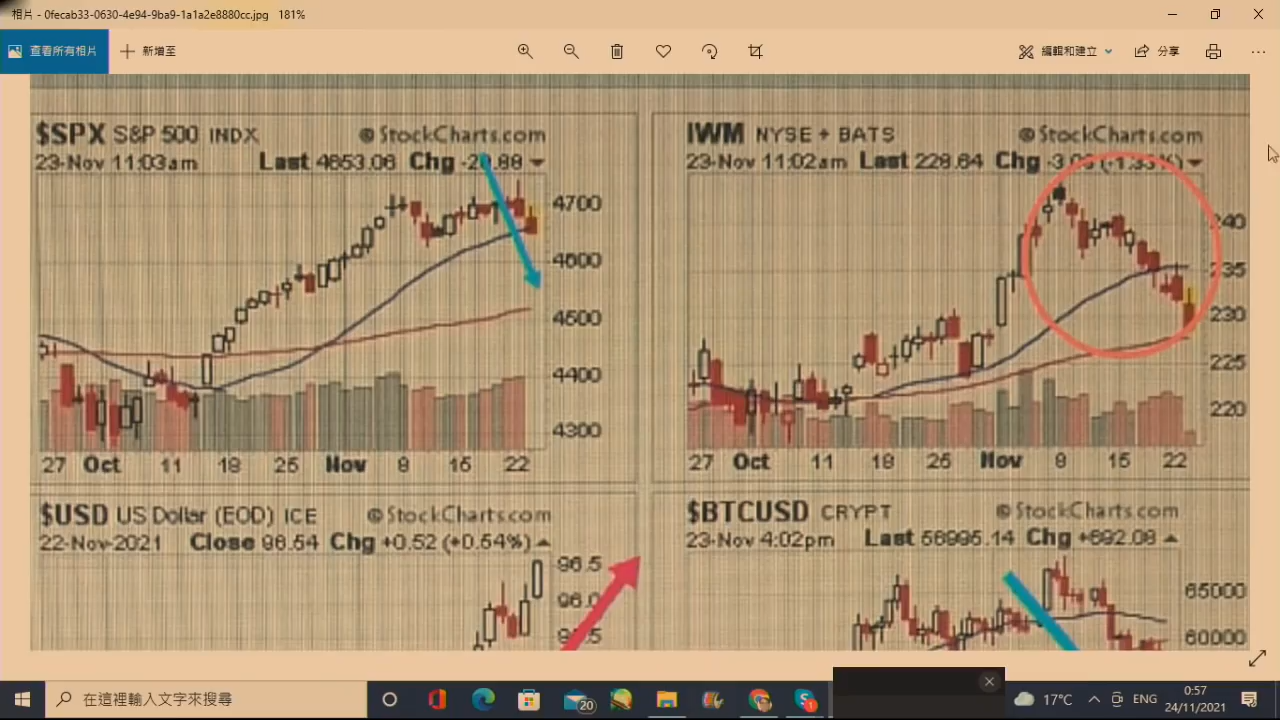 相片 - 0fecab33-0630-4e94-9ba9-1a1a2e8880cc.jpg 181%
查看所有相片 新增至 編輯和建立 分享
$SPX S&P 500 INDX © StockCharts.com
23-Nov 11:03am Last 4653.06 Chg
4700
4600
4500
4400
4300
27 Oct 11 18 25 Nov 8 15 22
IWM NYSE + BATS © StockCharts.com
23-Nov 11:02am Last 228.64 Chg
240
235
230
225
220
27 Oct 11 18 25 Nov 8 15 22
$USD US Dollar (EOD) ICE © StockCharts.com
22-Nov-2021 Close 96.54 Chg +0.52 (+0.54%)
96.5
96.0
$BTCUSD CRYPT © StockCharts.com
23-Nov 4:02pm Last 56995.14 Chg +692.08
65000
60000
在這裡輸入文字來搜尋
20
1
17°C ENG
0:57
24/11/2021